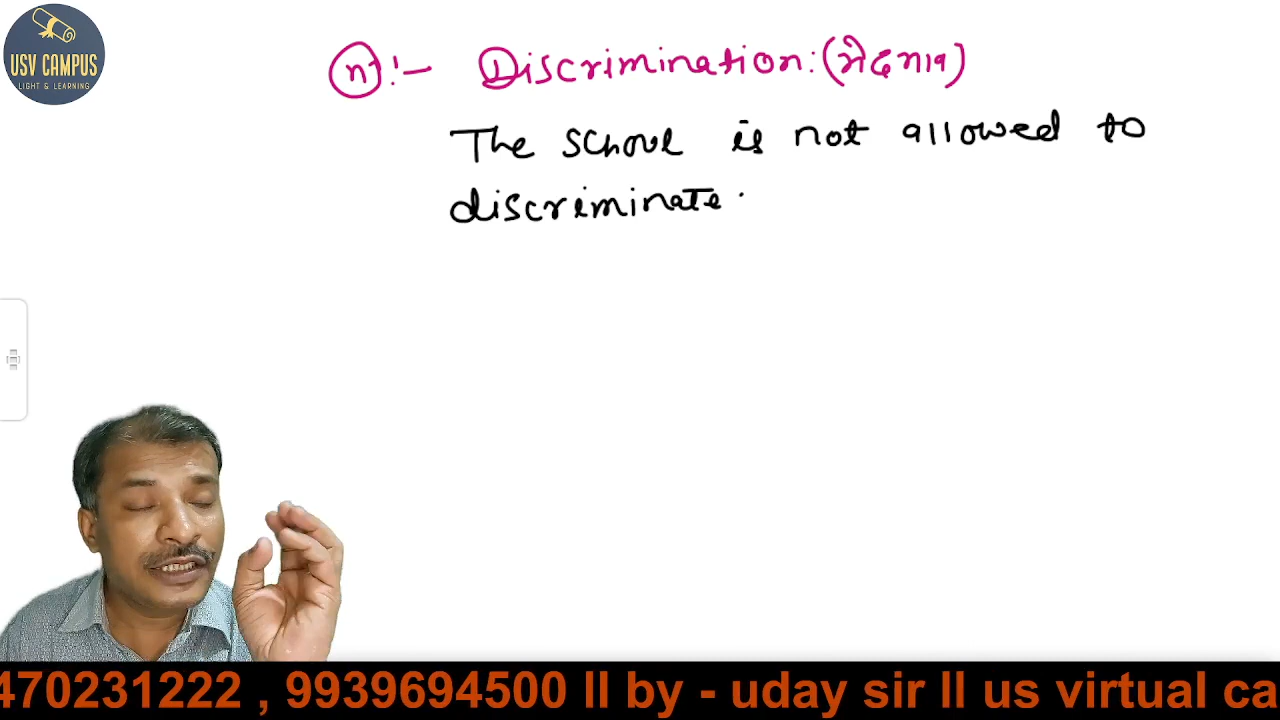 USV CAMPUS
LIGHT & LEARNING
n :- Discrimination: (भेदभाव)
The school is not allowed to
discriminate.
470231222 , 9939694500 ll by - uday sir ll us virtual ca